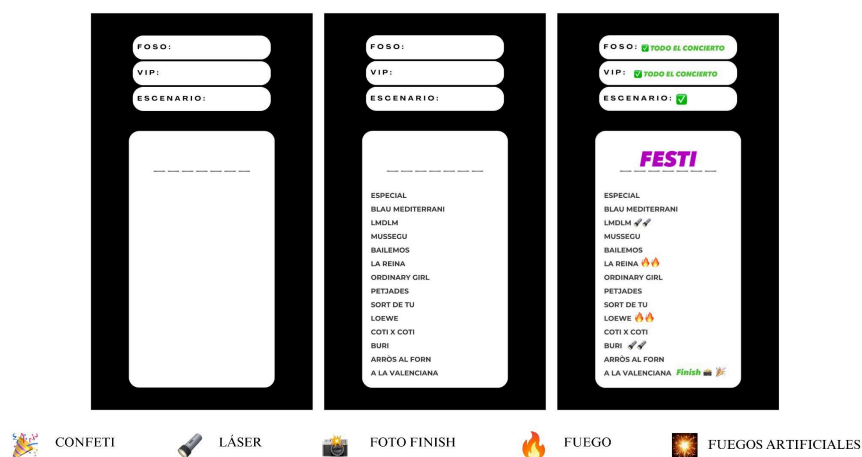 FOSO:
VIP:
ESCENARIO:
FOSO:
VIP:
ESCENARIO:
ESPECIAL
BLAU MEDITERRANI
LMDLM
MUSSEGU
BAILEMOS
LA REINA
ORDINARY GIRL
PETJADES
SORT DE TU
LOEWE
COTI X COTI
BURI
ARRÒS AL FORN
A LA VALENCIANA
FOSO: ✅ TODO EL CONCIERTO
VIP: ✅ TODO EL CONCIERTO
ESCENARIO: ✅
FESTI
ESPECIAL
BLAU MEDITERRANI
LMDLM 🔦🔦
MUSSEGU
BAILEMOS
LA REINA 🔥🔥
ORDINARY GIRL
PETJADES
SORT DE TU
LOEWE 🔥🔥
COTI X COTI
BURI 🔦🔦
ARRÒS AL FORN
A LA VALENCIANA Finish 📸 🎉
🎉 CONFETI 🔦 LÁSER 📸 FOTO FINISH 🔥 FUEGO 🎆 FUEGOS ARTIFICIALES